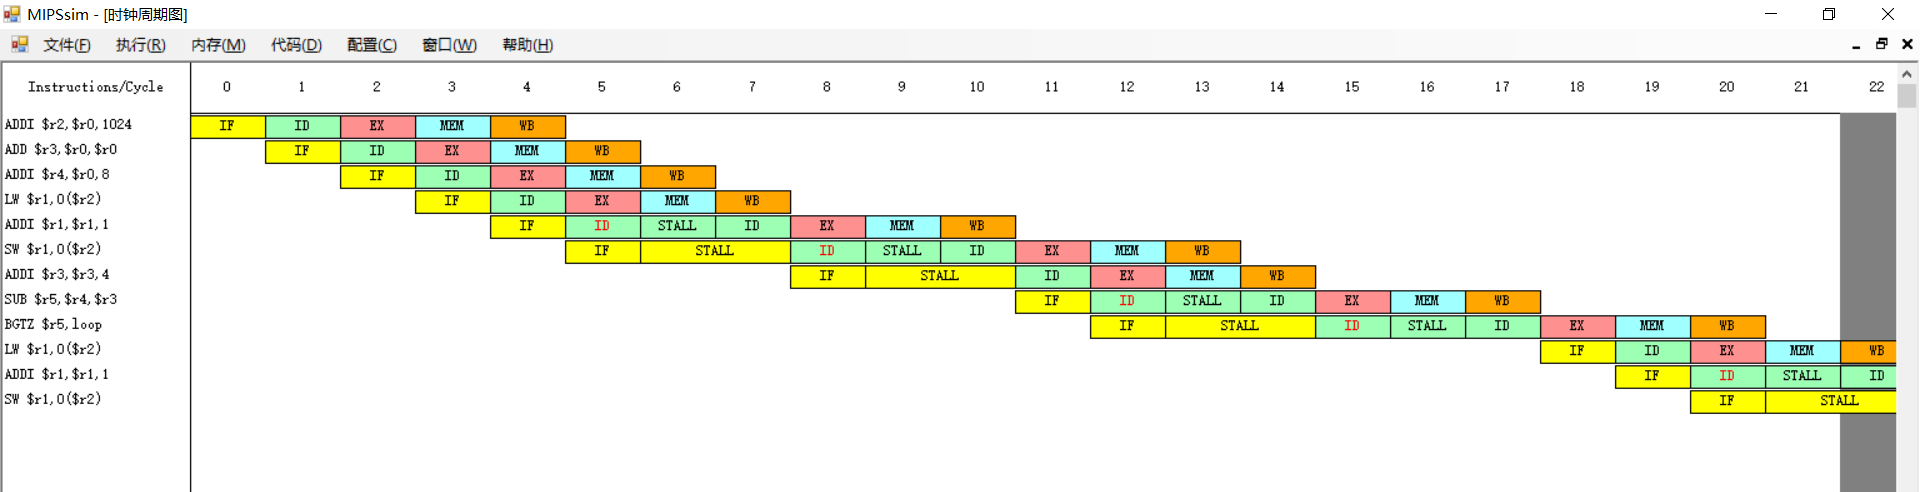 MIPSsim - [时钟周期图]
文件(F) 执行(R) 内存(M) 代码(D) 配置(C) 窗口(W) 帮助(H)
Instructions/Cycle 0 1 2 3 4 5 6 7 8 9 10 11 12 13 14 15 16 17 18 19 20 21 22
ADDI $r2,$r0,1024 IF ID EX MEM WB
ADD $r3,$r0,$r0 IF ID EX MEM WB
ADDI $r4,$r0,8 IF ID EX MEM WB
LW $r1,0($r2) IF ID EX MEM WB
ADDI $r1,$r1,1 IF ID STALL ID EX MEM WB
SW $r1,0($r2) IF STALL ID STALL ID EX MEM WB
ADDI $r3,$r3,4 IF STALL ID EX MEM WB
SUB $r5,$r4,$r3 IF ID STALL ID EX MEM WB
BGTZ $r5,loop IF STALL ID STALL ID EX MEM WB
LW $r1,0($r2) IF ID EX MEM WB
ADDI $r1,$r1,1 IF ID STALL ID
SW $r1,0($r2) IF STALL